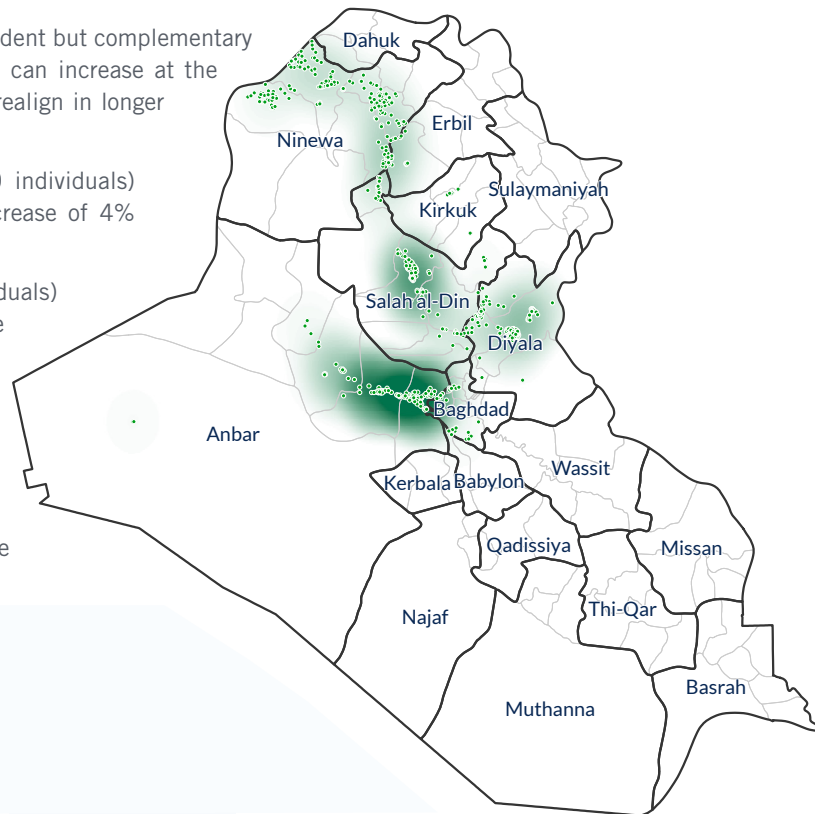 dent but complementary
can increase at the
realign in longer
individuals)
crease of 4%
duals)
Dahuk
Erbil
Ninewa
Sulaymaniyah
Kirkuk
Salah al-Din
Diyala
Baghdad
Anbar
Wassit
Kerbala
Babylon
Qadissiya
Missan
Thi-Qar
Najaf
Basrah
Muthanna